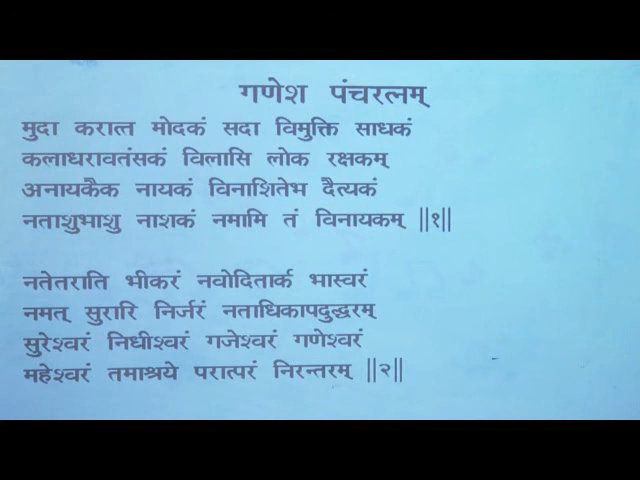 गणेश पंचरत्नम्
मुदा करात्त मोदकं सदा विमुक्ति साधकं
कलाधरावतंसकं विलासि लोक रक्षकम्
अनायकैक नायकं विनाशितेभ दैत्यकं
नताशुभाशु नाशकं नमामि तं विनायकम् ||१||
नतेतराति भीकरं नवोदितार्क भास्वरं
नमत् सुरारि निर्जरं नताधिकापदुद्धरम्
सुरेश्वरं निधीश्वरं गजेश्वरं गणेश्वरं
महेश्वरं तमाश्रये परात्परं निरन्तरम् ||२||